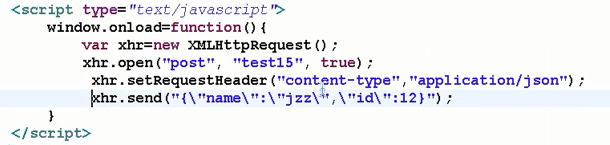 <script type="text/javascript">
window.onload=function(){
var xhr=new XMLHttpRequest();
xhr.open("post", "test15", true);
xhr.setRequestHeader("content-type","application/json");
xhr.send("{\"name\":\"jzz\",\"id\":12}");
}
</script>